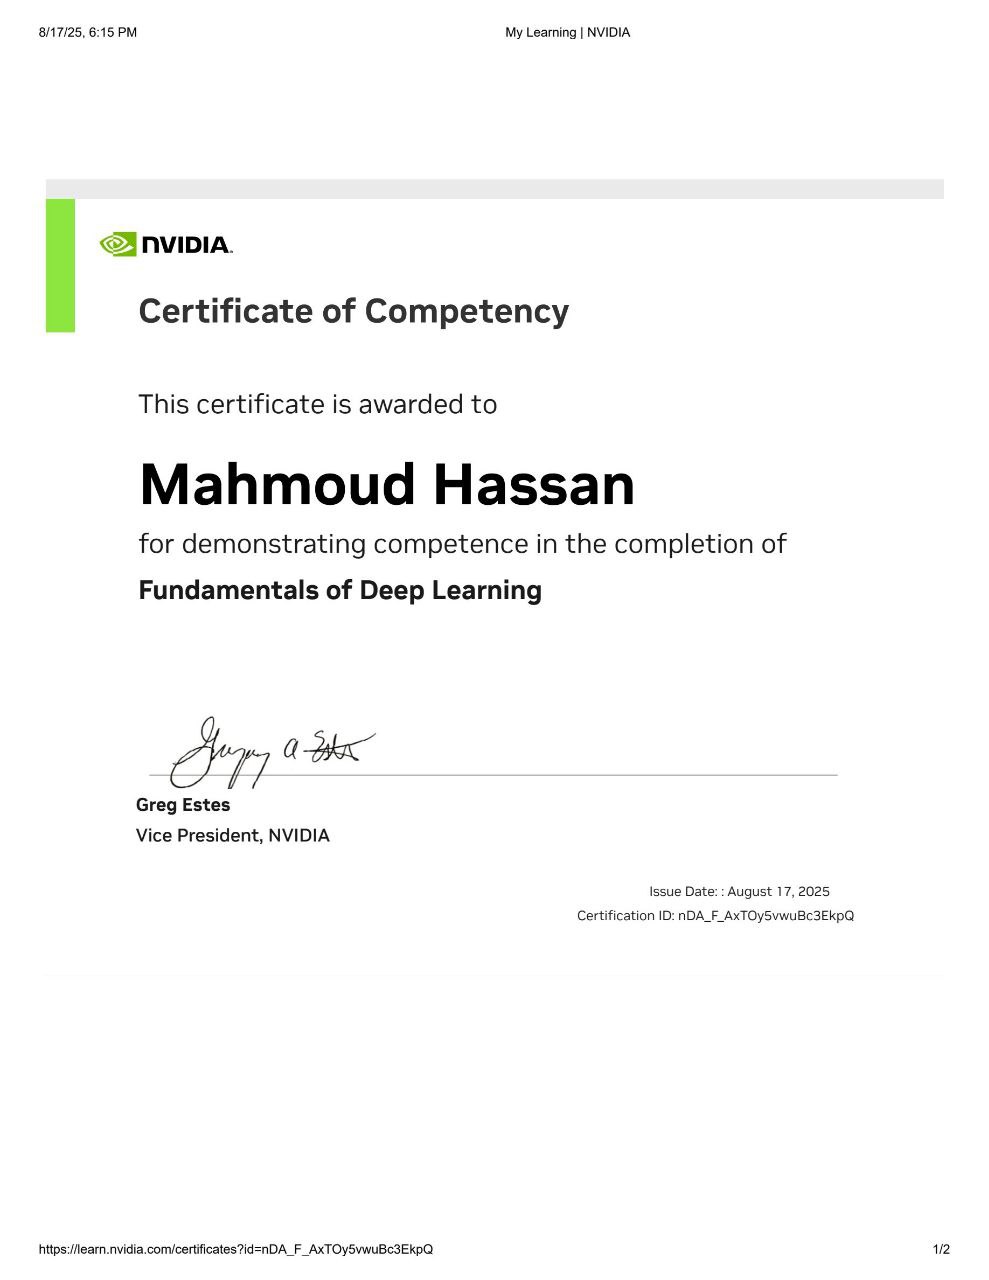 8/17/25, 6:15 PM
My Learning | NVIDIA
NVIDIA.
Certificate of Competency
This certificate is awarded to
Mahmoud Hassan
for demonstrating competence in the completion of
Fundamentals of Deep Learning
Greg Estes
Vice President, NVIDIA
Issue Date: : August 17, 2025
Certification ID: nDA_F_AxTOy5vwuBc3EkpQ
https://learn.nvidia.com/certificates?id=nDA_F_AxTOy5vwuBc3EkpQ
1/2